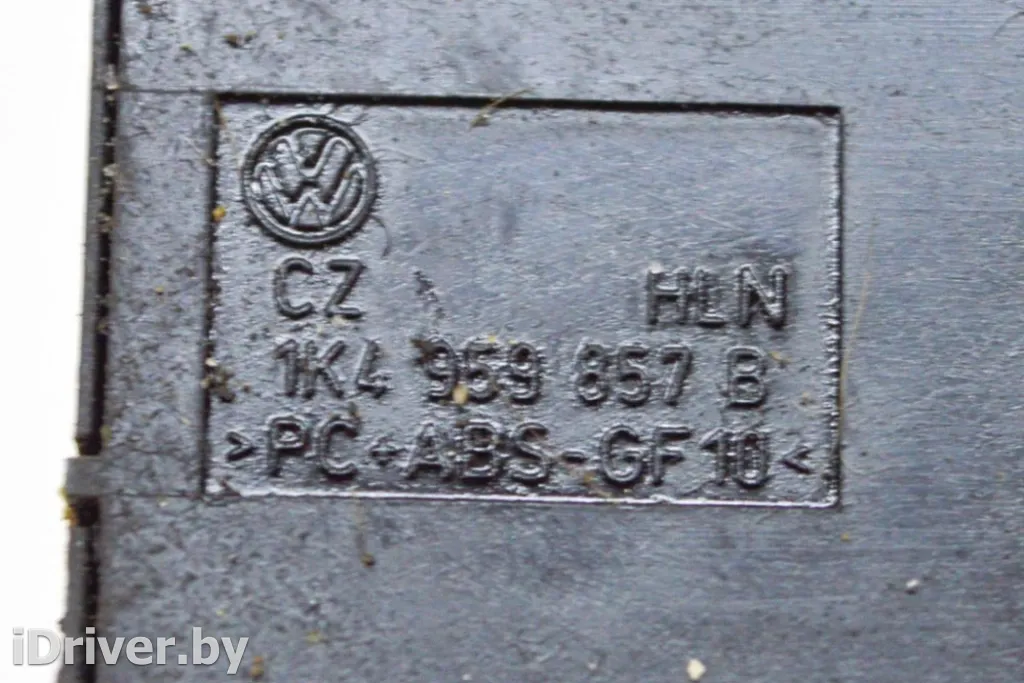 CZ HLN
1K4 959 857 B
>PC+ABS-GF10<
iDriver.by